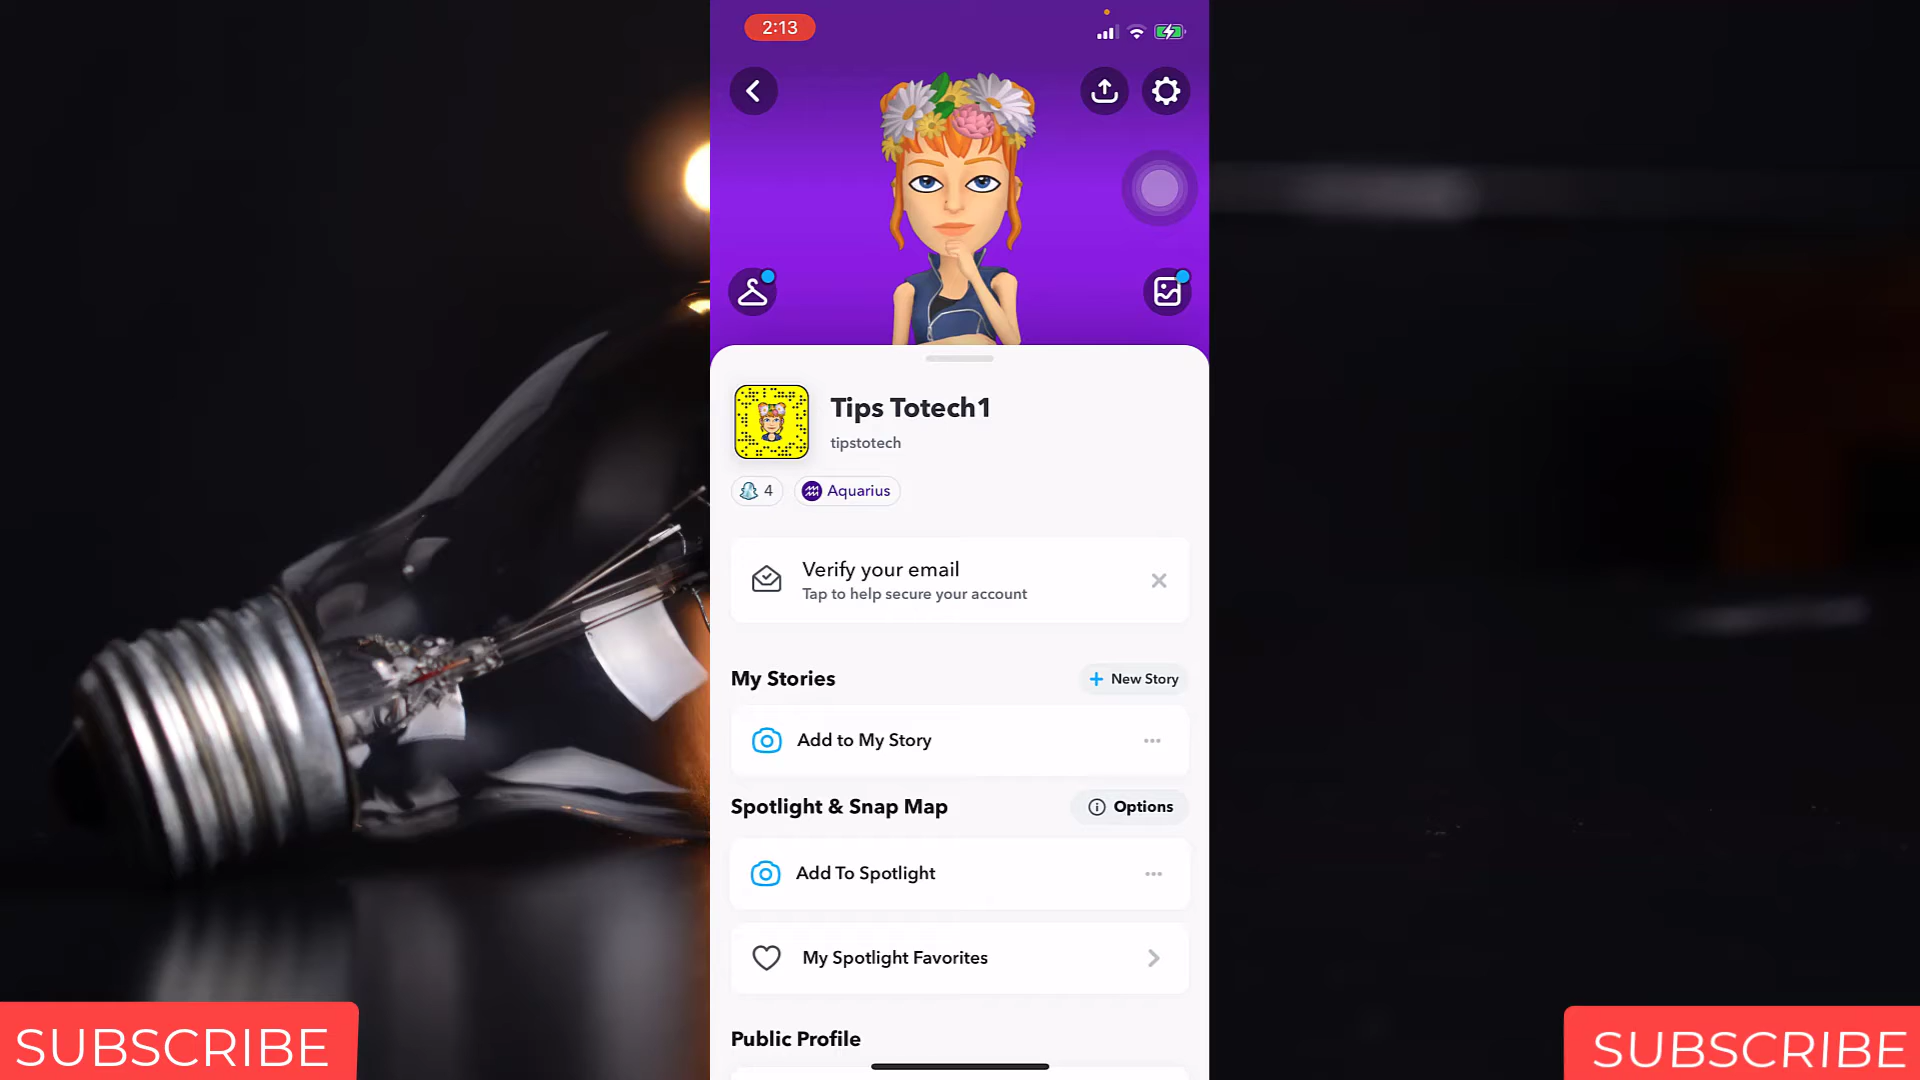 2:13
Tips Totech1
tipstotech
4
Aquarius
Verify your email
Tap to help secure your account
My Stories
+ New Story
Add to My Story
Spotlight & Snap Map
Options
Add To Spotlight
My Spotlight Favorites
Public Profile
SUBSCRIBE
SUBSCRIBE